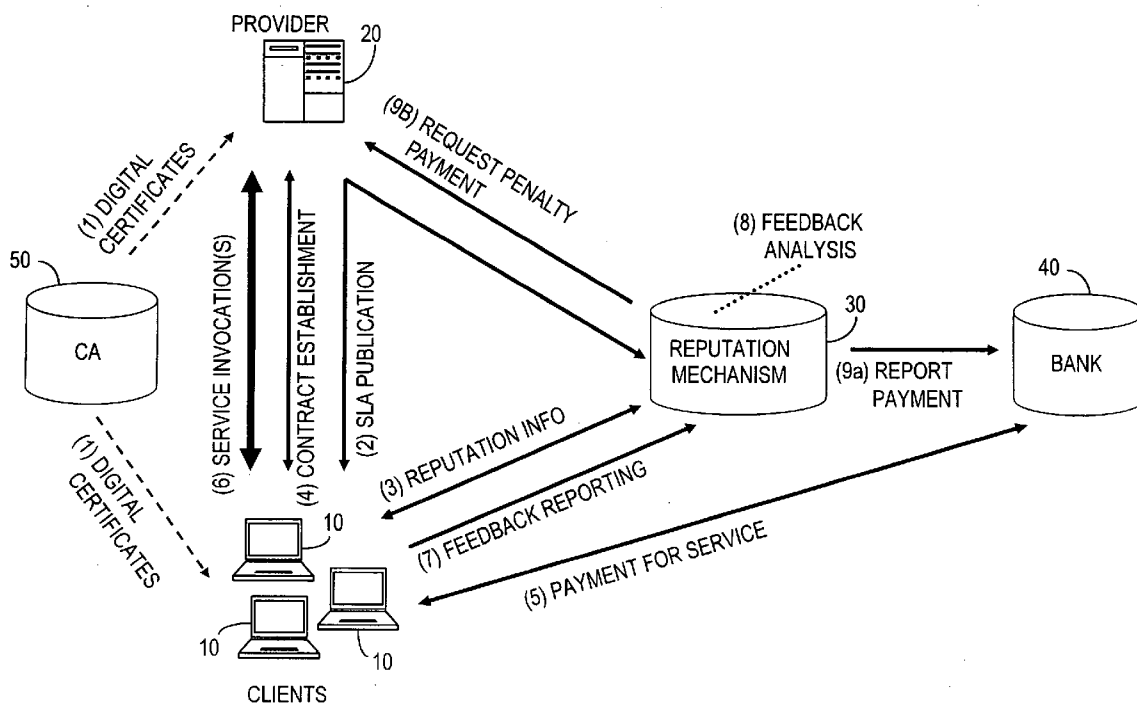 PROVIDER
20
(9B) REQUEST PENALTY
PAYMENT
(1) DIGITAL
CERTIFICATES
(8) FEEDBACK
ANALYSIS
50
CA
(6) SERVICE INVOCATION(S)
(4) CONTRACT ESTABLISHMENT
(2) SLA PUBLICATION
30
REPUTATION
MECHANISM
40
BANK
(9a) REPORT
PAYMENT
(1) DIGITAL
CERTIFICATES
(3) REPUTATION INFO
(7) FEEDBACK REPORTING
(5) PAYMENT FOR SERVICE
10
10
10
CLIENTS